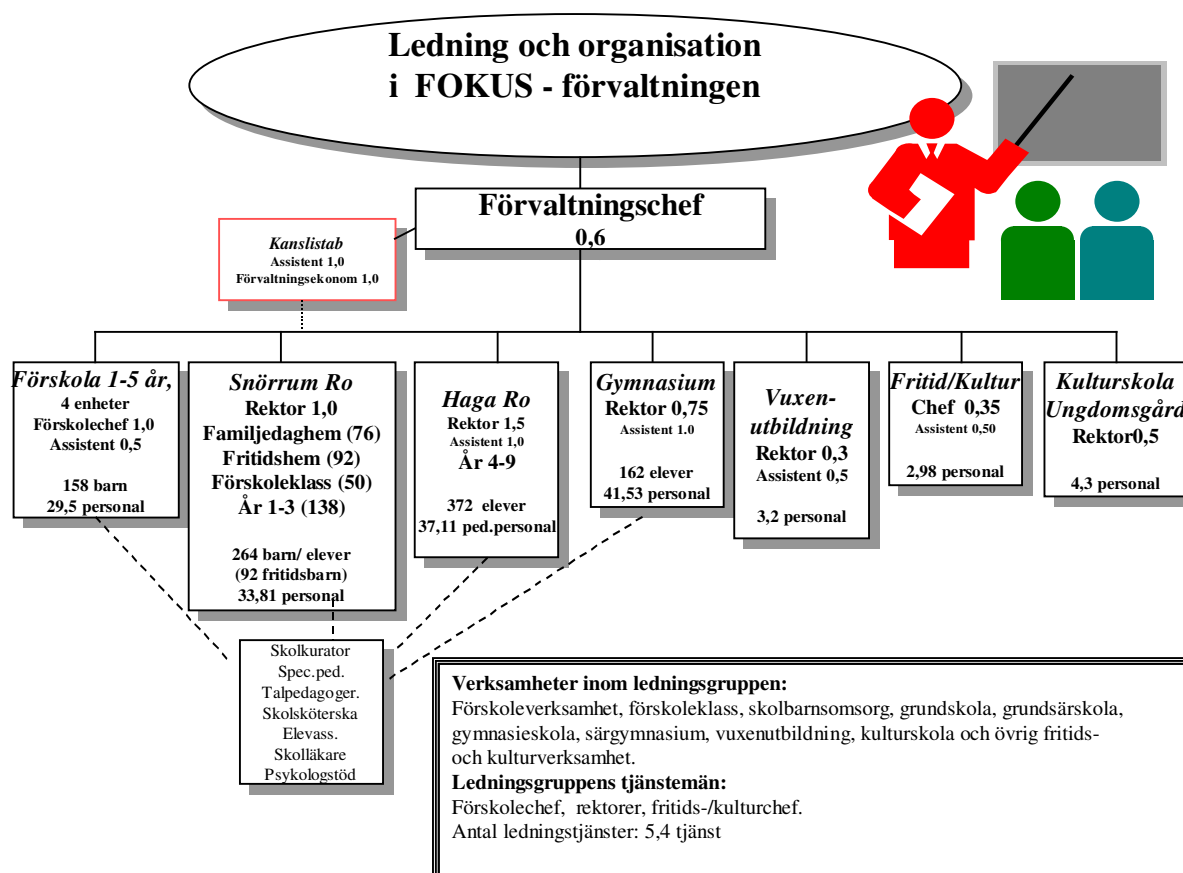 Ledning och organisation
i FOKUS - förvaltningen
Förvaltningschef
0,6
Kanslistab
Assistent 1,0
Förvaltningsekonom 1,0
Förskola 1-5 år,
4 enheter
Förskolechef 1,0
Assistent 0,5
158 barn
29,5 personal
Snörrum Ro
Rektor 1,0
Familjedaghem (76)
Fritidshem (92)
Förskoleklass (50)
År 1-3 (138)
264 barn/ elever
(92 fritidsbarn)
33,81 personal
Haga Ro
Rektor 1,5
Assistent 1,0
År 4-9
372 elever
37,11 ped.personal
Gymnasium
Rektor 0,75
Assistent 1.0
162 elever
41,53 personal
Vuxen-
utbildning
Rektor 0,3
Assistent 0,5
3,2 personal
Fritid/Kultur
Chef 0,35
Assistent 0,50
2,98 personal
Kulturskola
Ungdomsgård
Rektor0,5
4,3 personal
Skolkurator
Spec.ped.
Talpedagoger.
Skolsköterska
Elevass.
Skolläkare
Psykologstöd
Verksamheter inom ledningsgruppen:
Förskoleverksamhet, förskoleklass, skolbarnsomsorg, grundskola, grundsärskola,
gymnasieskola, särgymnasium, vuxenutbildning, kulturskola och övrig fritids-
och kulturverksamhet.
Ledningsgruppens tjänstemän:
Förskolechef, rektorer, fritids-/kulturchef.
Antal ledningstjänster: 5,4 tjänst